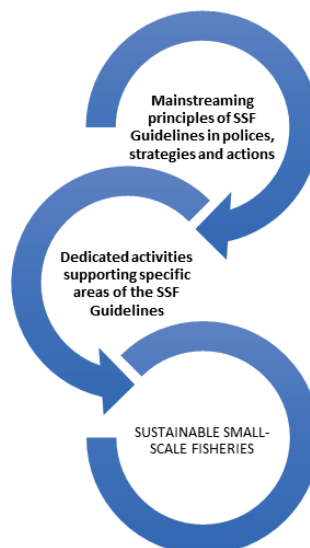 Mainstreaming
principles of SSF
Guidelines in polices,
strategies and actions
Dedicated activities
supporting specific
areas of the SSF
Guidelines
SUSTAINABLE SMALL-
SCALE FISHERIES